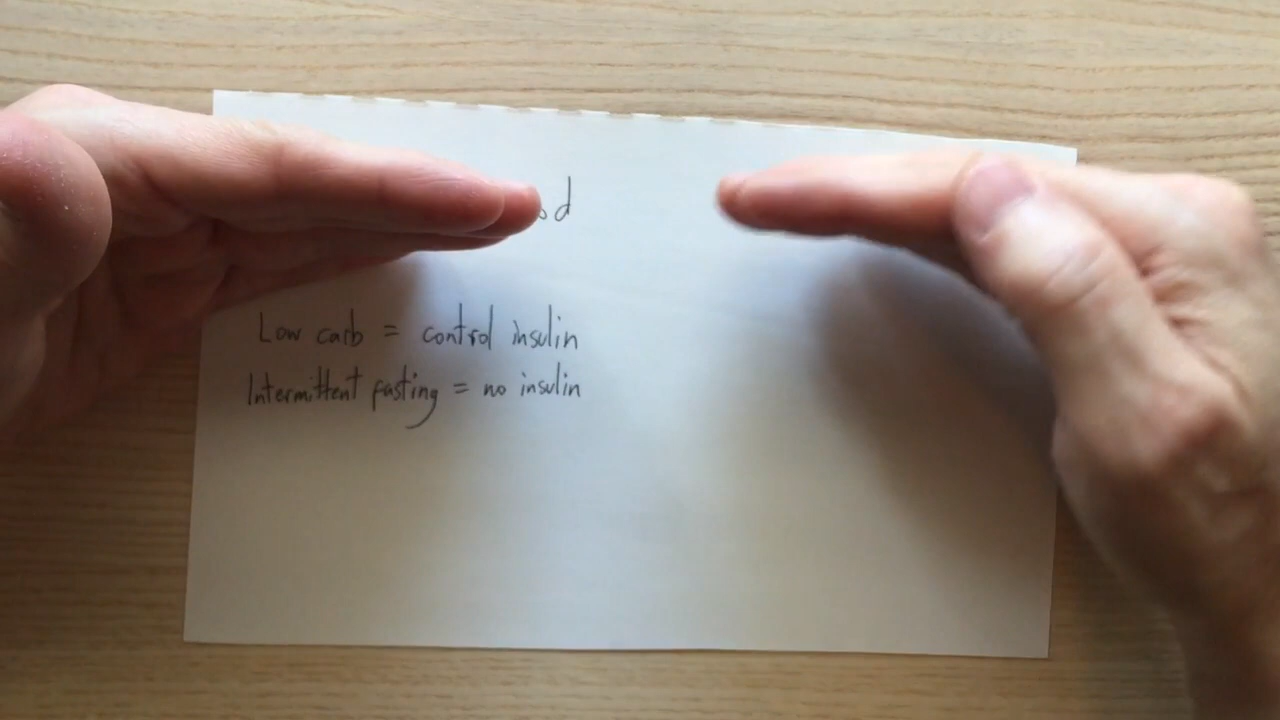 Low carb = control insulin
Intermittent fasting = no insulin